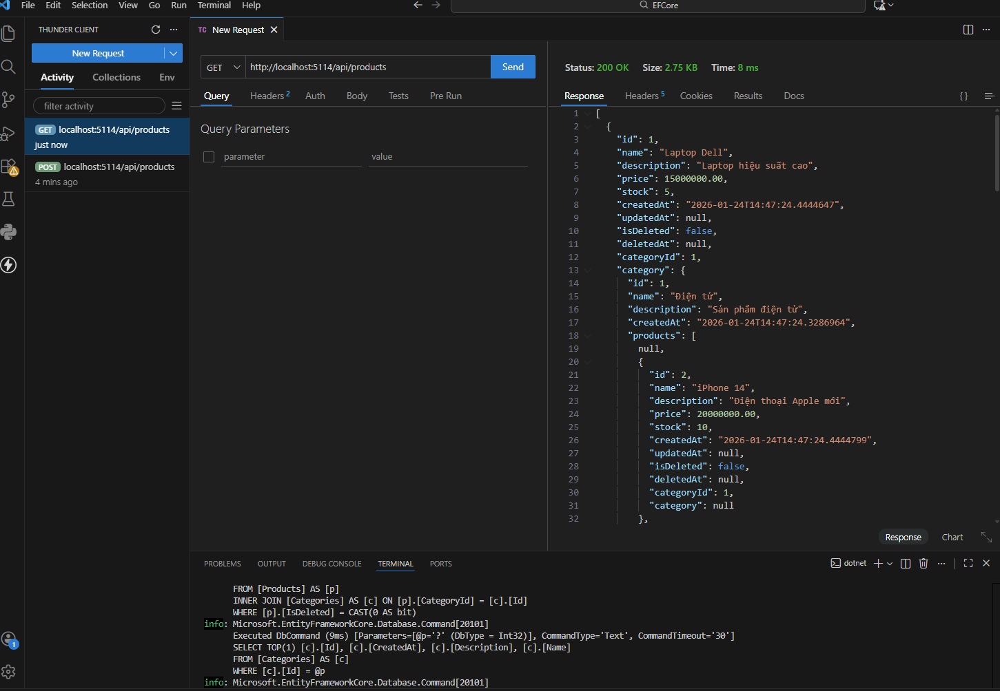 File Edit Selection View Go Run Terminal Help
EFCore
THUNDER CLIENT
New Request
Activity Collections Env
filter activity
GET localhost:5114/api/products
just now
POST localhost:5114/api/products
4 mins ago
1
TC New Request
GET http://localhost:5114/api/products Send
Query Headers 2 Auth Body Tests Pre Run
Query Parameters
parameter value
Status: 200 OK Size: 2.75 KB Time: 8 ms
Response Headers 5 Cookies Results Docs { }
1 [
2 {
3 "id": 1,
4 "name": "Laptop Dell",
5 "description": "Laptop hiệu suất cao",
6 "price": 15000000.00,
7 "stock": 5,
8 "createdAt": "2026-01-24T14:47:24.4444647",
9 "updatedAt": null,
10 "isDeleted": false,
11 "deletedAt": null,
12 "categoryId": 1,
13 "category": {
14 "id": 1,
15 "name": "Điện tử",
16 "description": "Sản phẩm điện tử",
17 "createdAt": "2026-01-24T14:47:24.3286964",
18 "products": [
19 null,
20 {
21 "id": 2,
22 "name": "iPhone 14",
23 "description": "Điện thoại Apple mới",
24 "price": 20000000.00,
25 "stock": 10,
26 "createdAt": "2026-01-24T14:47:24.4444799",
27 "updatedAt": null,
28 "isDeleted": false,
29 "deletedAt": null,
30 "categoryId": 1,
31 "category": null
32 },
Response Chart
PROBLEMS OUTPUT DEBUG CONSOLE TERMINAL PORTS
dotnet
FROM [Products] AS [p]
INNER JOIN [Categories] AS [c] ON [p].[CategoryId] = [c].[Id]
WHERE [p].[IsDeleted] = CAST(0 AS bit)
info: Microsoft.EntityFrameworkCore.Database.Command[20101]
Executed DbCommand (9ms) [Parameters=[@p='?' (DbType = Int32)], CommandType='Text', CommandTimeout='30']
SELECT TOP(1) [c].[Id], [c].[CreatedAt], [c].[Description], [c].[Name]
FROM [Categories] AS [c]
WHERE [c].[Id] = @p
info: Microsoft.EntityFrameworkCore.Database.Command[20101]